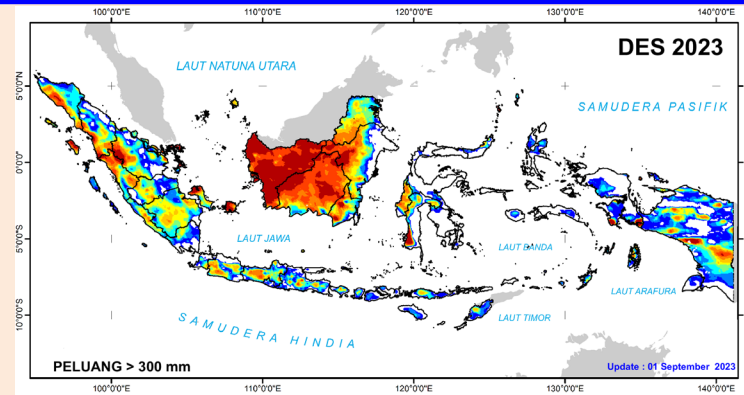 100°0'0"E 110°0'0"E 120°0'0"E 130°0'0"E 140°0'0"E
DES 2023
LAUT NATUNA UTARA
5°0'0"N
SAMUDERA PASIFIK
0°0'0"
5°0'0"S
LAUT JAWA
LAUT BANDA
LAUT ARAFURA
10°0'0"S
SAMUDERA HINDIA
LAUT TIMOR
PELUANG > 300 mm
Update : 01 September 2023
100°0'0"E 110°0'0"E 120°0'0"E 130°0'0"E 140°0'0"E